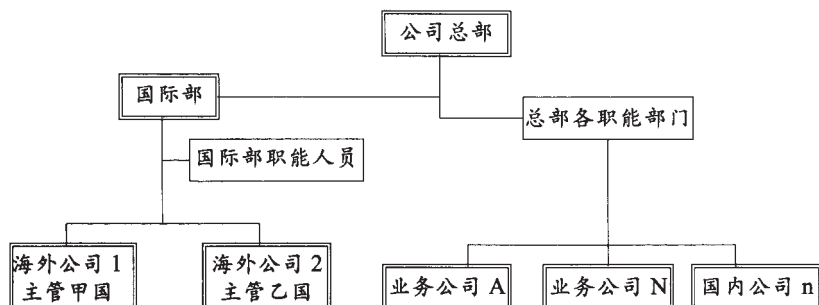 公司总部
国际部
总部各职能部门
国际部职能人员
海外公司1
主管甲国
海外公司2
主管乙国
业务公司A
业务公司N
国内公司n